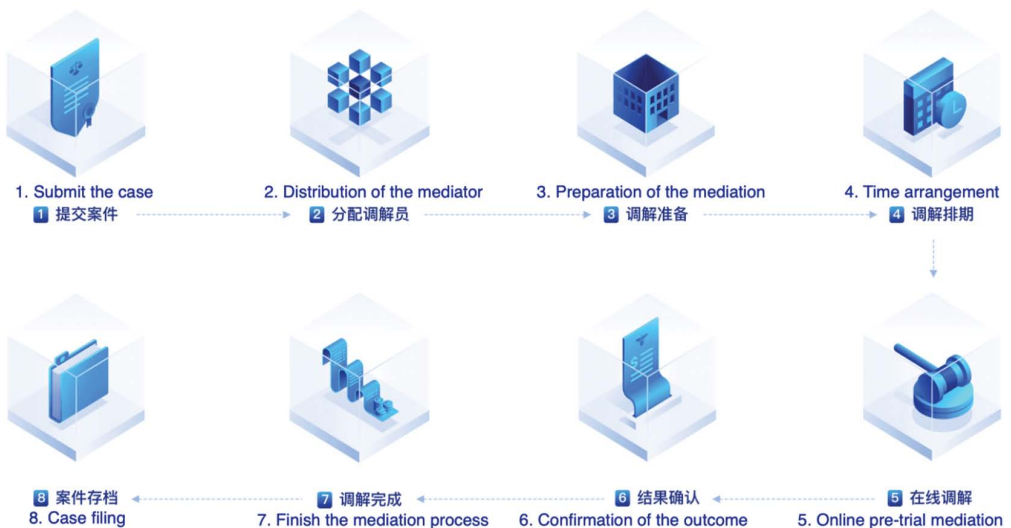 1. Submit the case
1 提交案件
2. Distribution of the mediator
2 分配调解员
3. Preparation of the mediation
3 调解准备
4. Time arrangement
4 调解排期
5 在线调解
5. Online pre-trial mediation
6 结果确认
6. Confirmation of the outcome
7 调解完成
7. Finish the mediation process
8 案件存档
8. Case filing